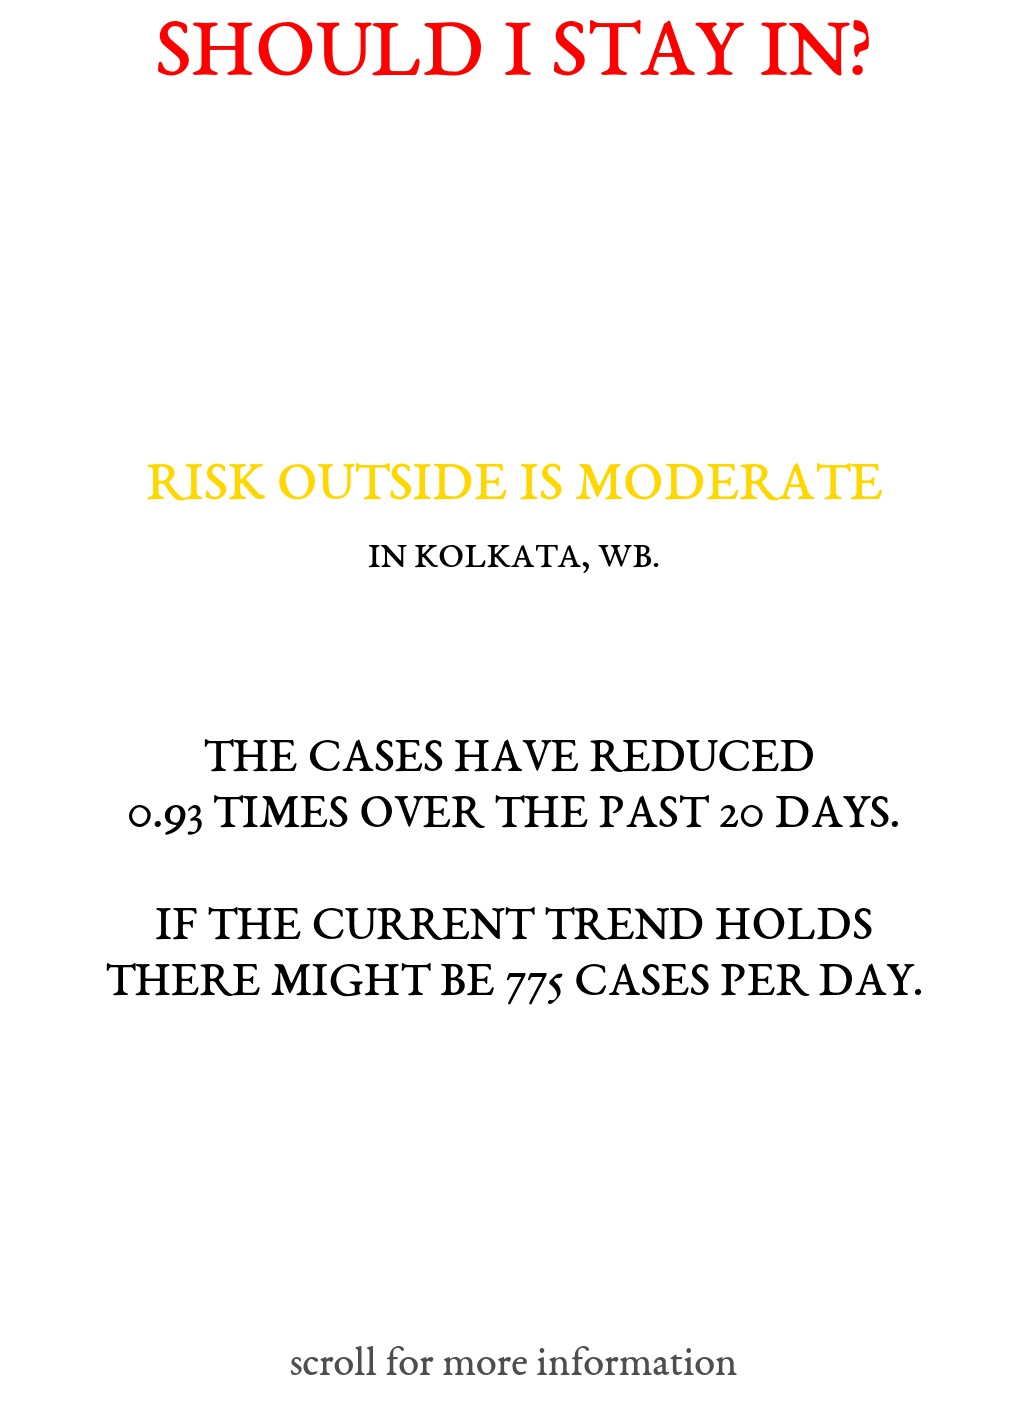 SHOULD I STAY IN?
RISK OUTSIDE IS MODERATE
IN KOLKATA, WB.
THE CASES HAVE REDUCED
0.93 TIMES OVER THE PAST 20 DAYS.
IF THE CURRENT TREND HOLDS
THERE MIGHT BE 775 CASES PER DAY.
scroll for more information